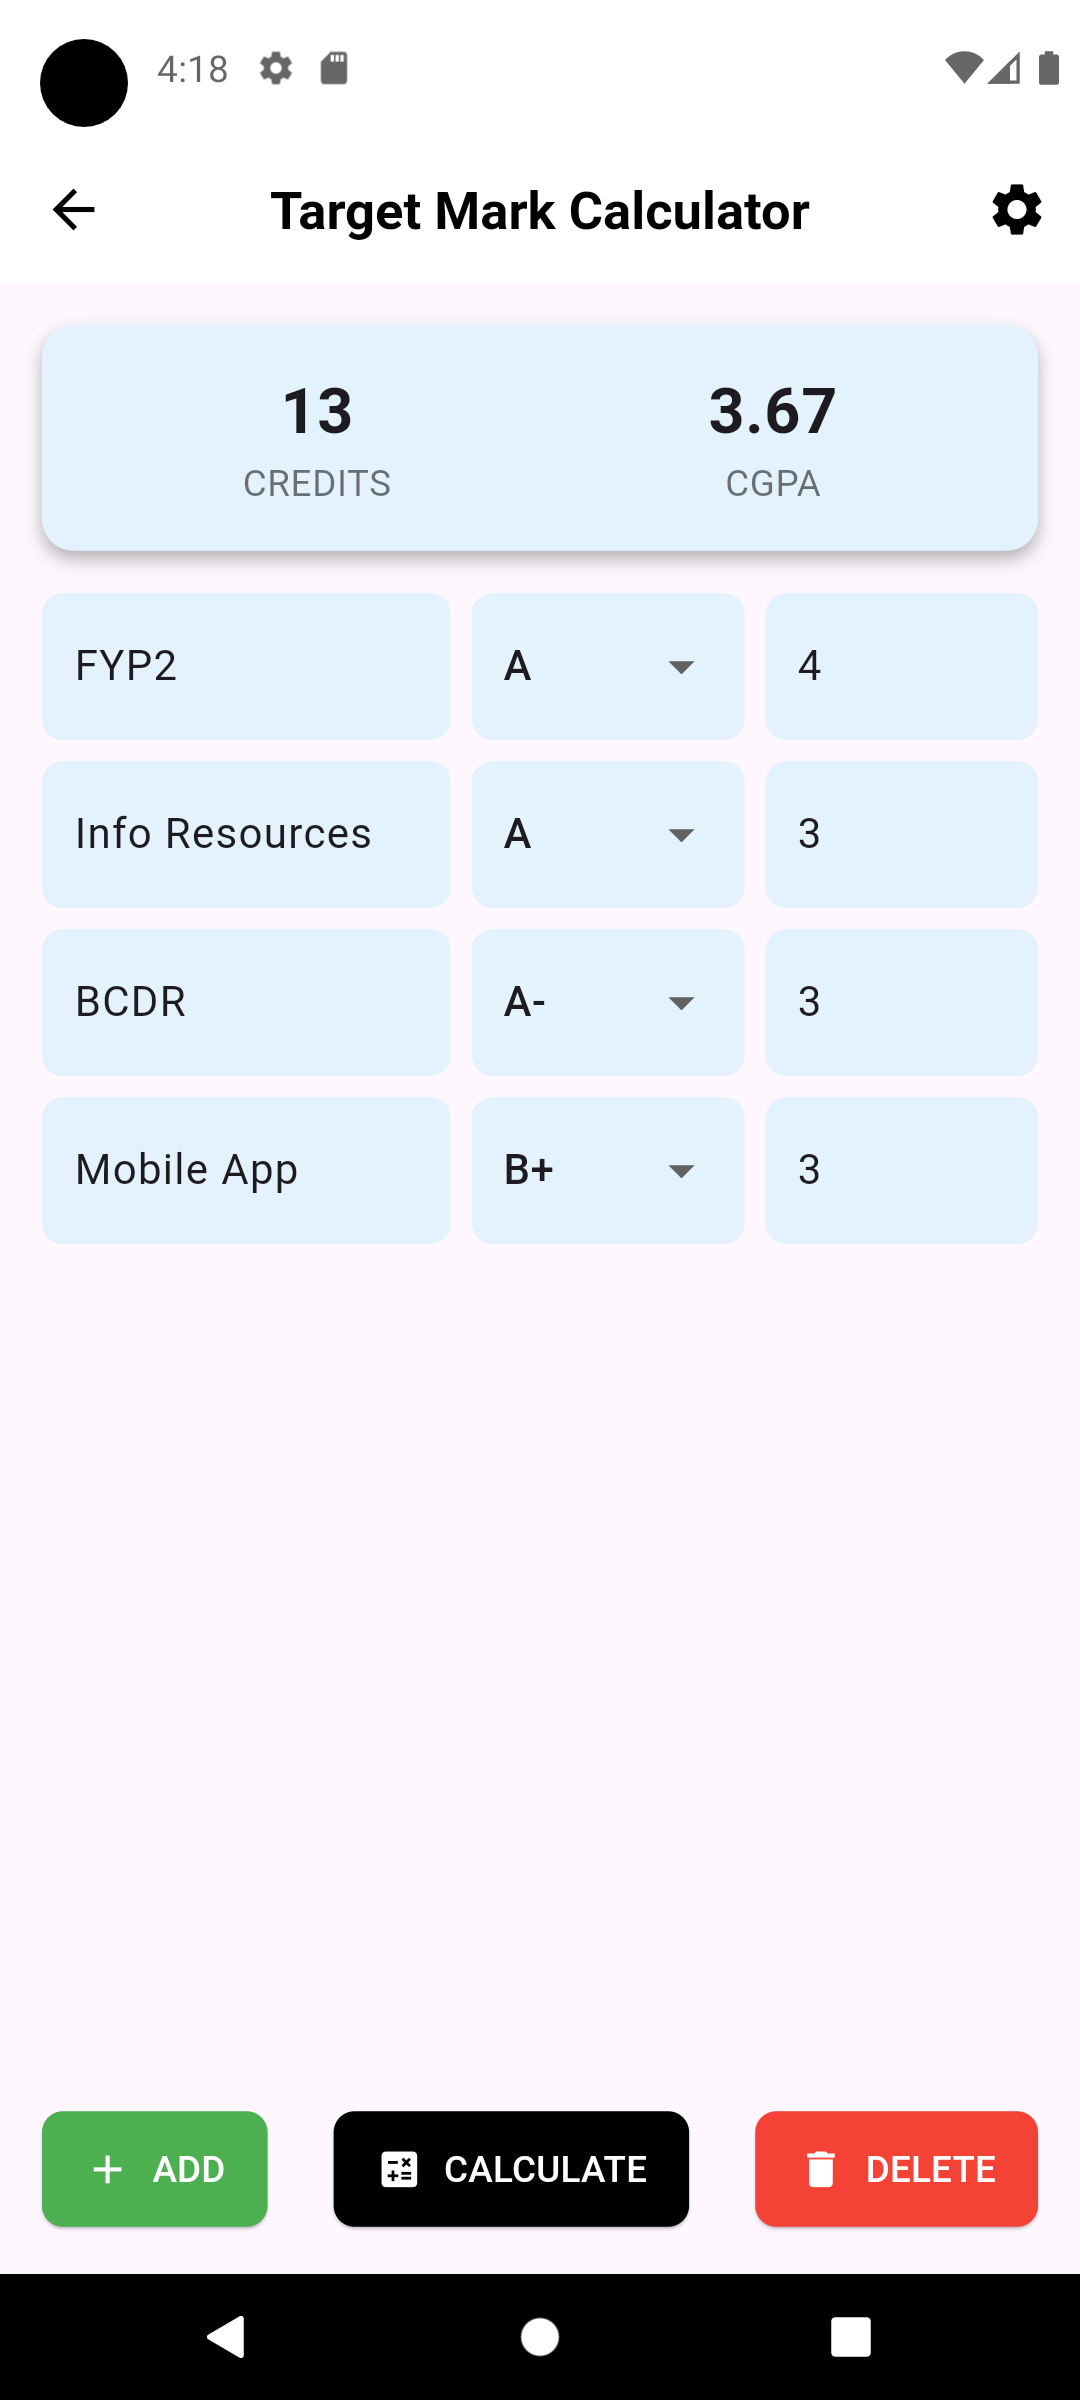 4:18
Target Mark Calculator
13 3.67
CREDITS CGPA
FYP2 A 4
Info Resources A 3
BCDR A- 3
Mobile App B+ 3
ADD CALCULATE DELETE